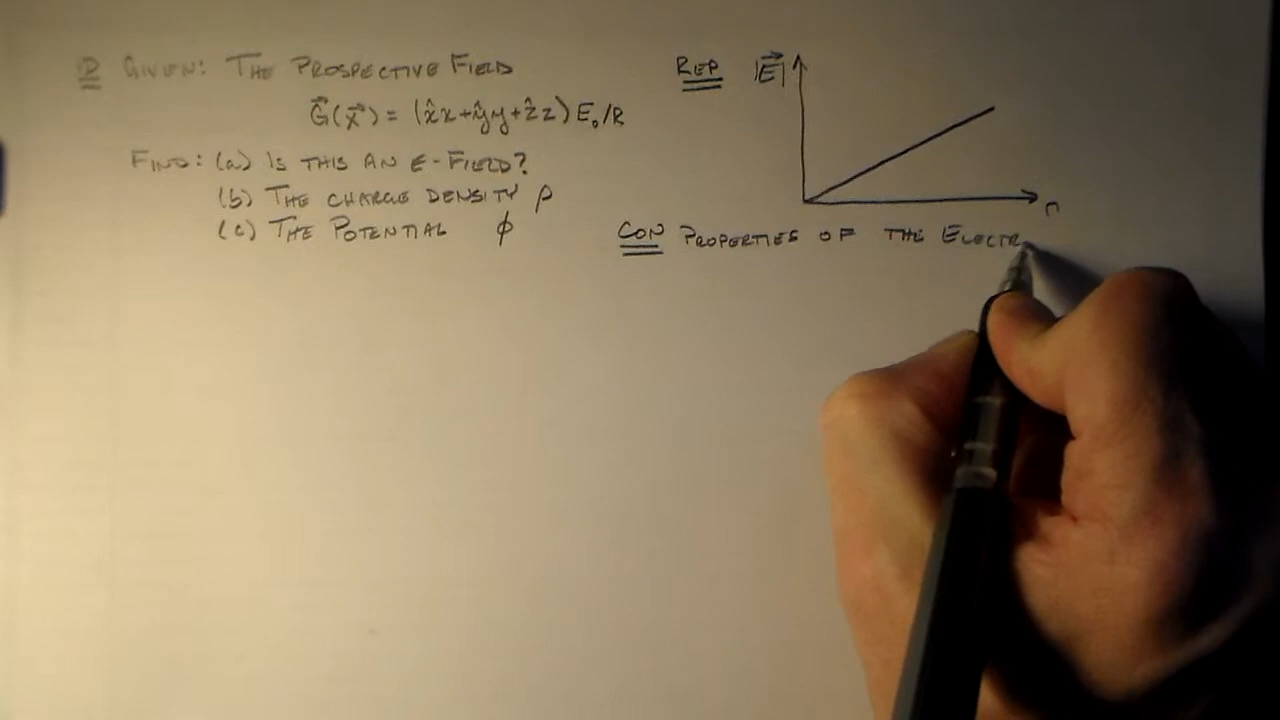 D GIVEN: THE PROSPECTIVE FIELD
G⃗(x⃗) = (x̂x+ŷy+ẑz) E₀/R
FIND: (a) IS THIS AN E-FIELD?
(b) THE CHARGE DENSITY ρ
(c) THE POTENTIAL ϕ
REP |E⃗|
r
CON PROPERTIES OF THE ELECTR